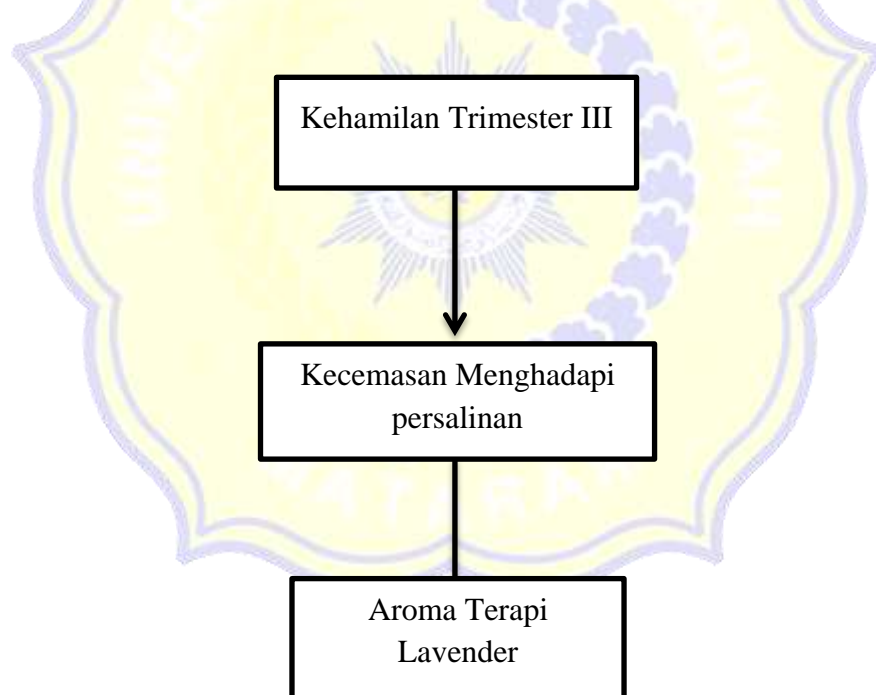 Kehamilan Trimester III
Kecemasan Menghadapi
persalinan
Aroma Terapi
Lavender